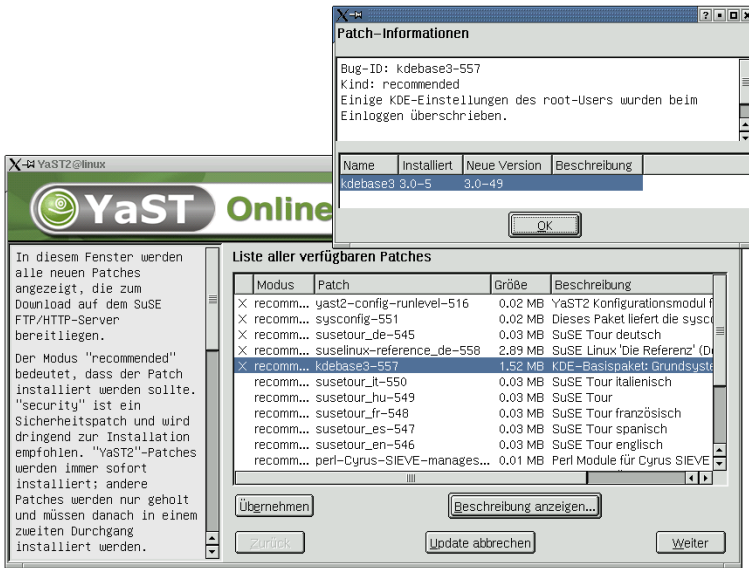 Patch-Informationen
Bug-ID: kdebase3-557
Kind: recommended
Einige KDE-Einstellungen des root-Users wurden beim
Einloggen überschrieben.
Name Installiert Neue Version Beschreibung
kdebase3 3.0-5 3.0-49
OK
YaST2@linux
YaST Online
In diesem Fenster werden
alle neuen Patches
angezeigt, die zum
Download auf dem SuSE
FTP/HTTP-Server
bereitliegen.
Der Modus "recommended"
bedeutet, dass der Patch
installiert werden sollte.
"security" ist ein
Sicherheitspatch und wird
dringend zur Installation
empfohlen. "YaST2"-Patches
werden immer sofort
installiert; andere
Patches werden nur geholt
und müssen danach in einem
zweiten Durchgang
installiert werden.
Liste aller verfügbaren Patches
Modus Patch Größe Beschreibung
X recomm... yast2-config-runlevel-516 0.02 MB YaST2 Konfigurationsmodul f
X recomm... sysconfig-551 0.02 MB Dieses Paket liefert die sysc
X recomm... susetour_de-545 0.03 MB SuSE Tour deutsch
X recomm... suselinux-reference_de-558 2.89 MB SuSE Linux 'Die Referenz' (D
X recomm... kdebase3-557 1.52 MB KDE-Basispaket: Grundsyste
recomm... susetour_it-550 0.03 MB SuSE Tour italienisch
recomm... susetour_hu-549 0.03 MB SuSE Tour
recomm... susetour_fr-548 0.03 MB SuSE Tour französisch
recomm... susetour_es-547 0.03 MB SuSE Tour spanisch
recomm... susetour_en-546 0.03 MB SuSE Tour englisch
recomm... perl-Cyrus-SIEVE-manages... 0.01 MB Perl Module für Cyrus SIEVE
Übernehmen Beschreibung anzeigen...
Zurück Update abbrechen Weiter